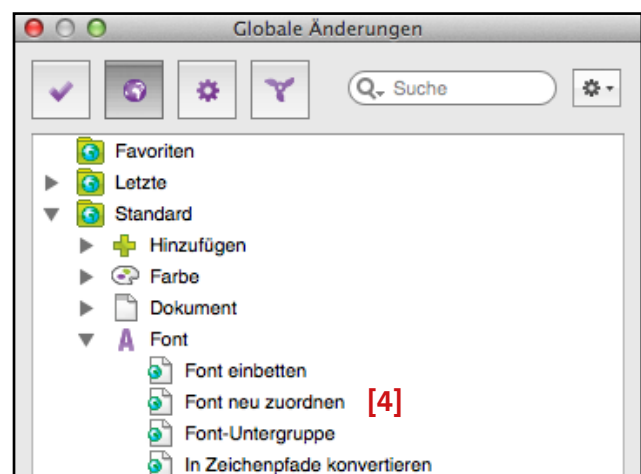 Globale Änderungen
Suche
Favoriten
Letzte
Standard
Hinzufügen
Farbe
Dokument
Font
Font einbetten
Font neu zuordnen [4]
Font-Untergruppe
In Zeichenpfade konvertieren